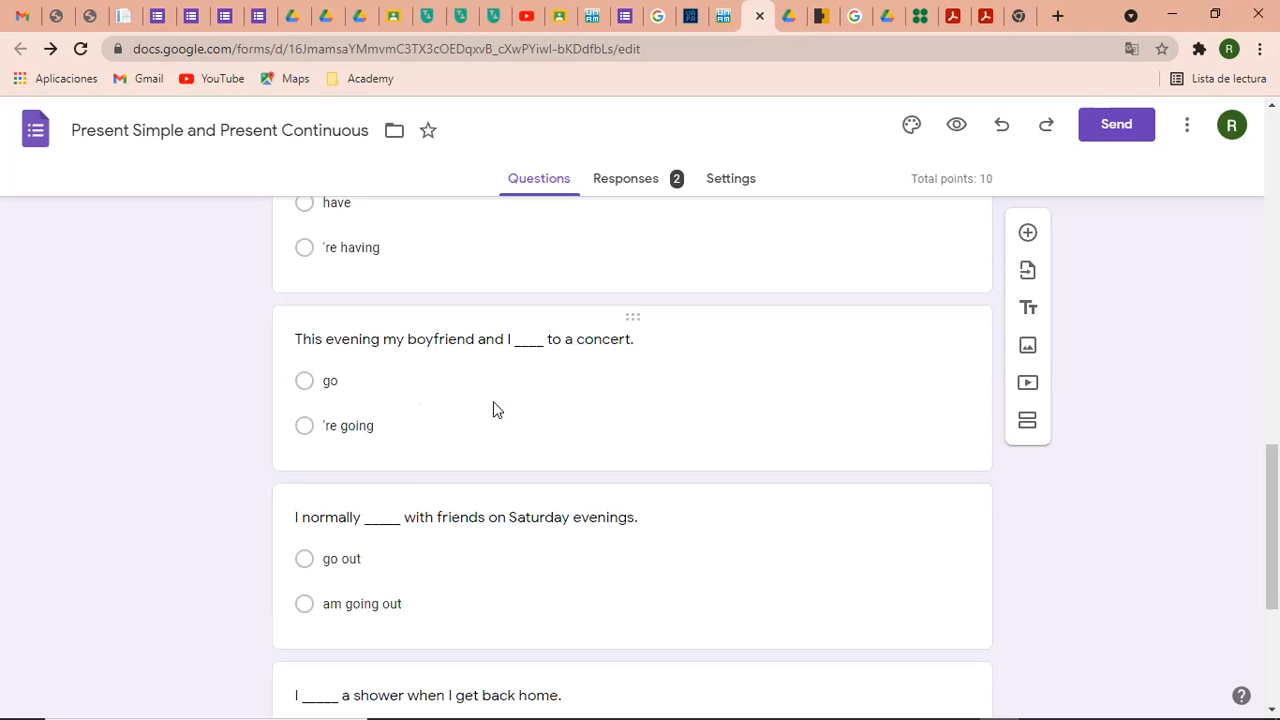 docs.google.com/forms/d/16JmamsaYMmvmC3TX3cOEDqxvB_cXwPYiwI-bKDdfbLs/edit
R
Aplicaciones
Gmail
YouTube
Maps
Academy
Lista de lectura
Present Simple and Present Continuous
Send
R
Questions
Responses 2
Settings
Total points: 10
have
're having
This evening my boyfriend and I ____ to a concert.
go
're going
I normally _____ with friends on Saturday evenings.
go out
am going out
I _____ a shower when I get back home.